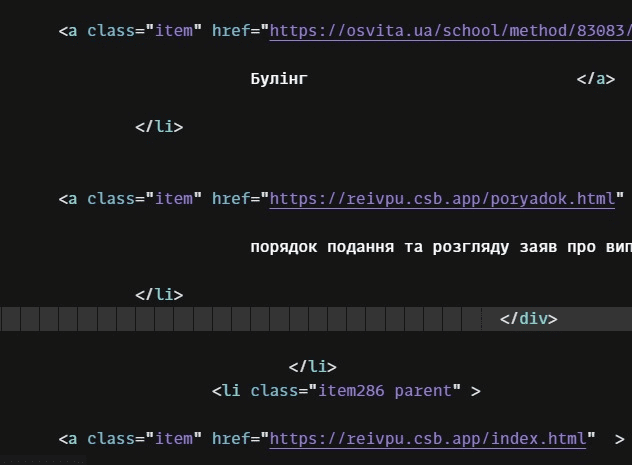 <a class="item" href="https://osvita.ua/school/method/83083/
Булінг </a>
</li>
<a class="item" href="https://reivpu.csb.app/poryadok.html"
порядок подання та розгляду заяв про вип
</li>
</div>
</li>
<li class="item286 parent" >
<a class="item" href="https://reivpu.csb.app/index.html" >